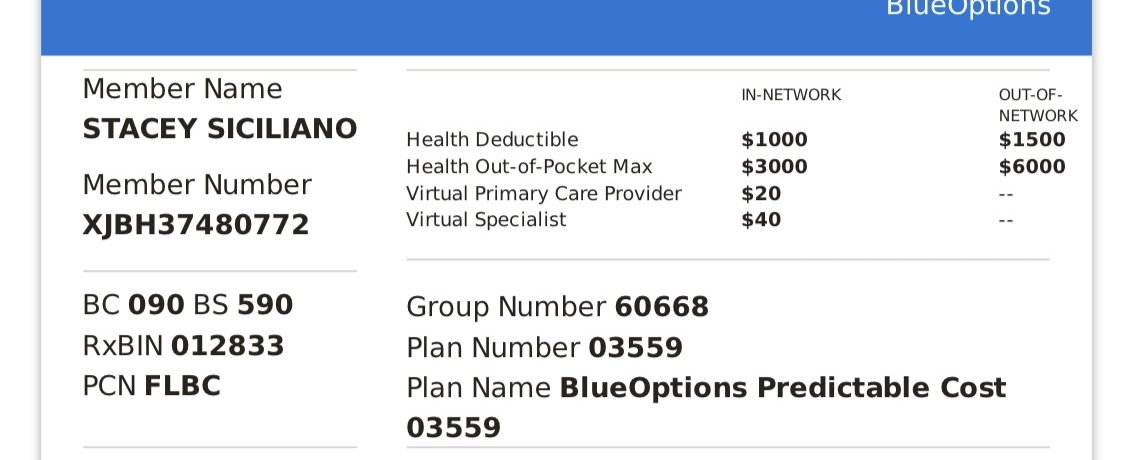 BlueOptions
Member Name
STACEY SICILIANO
Member Number
XJBH37480772
IN-NETWORK OUT-OF-
NETWORK
Health Deductible $1000 $1500
Health Out-of-Pocket Max $3000 $6000
Virtual Primary Care Provider $20 --
Virtual Specialist $40 --
BC 090 BS 590
RxBIN 012833
PCN FLBC
Group Number 60668
Plan Number 03559
Plan Name BlueOptions Predictable Cost
03559